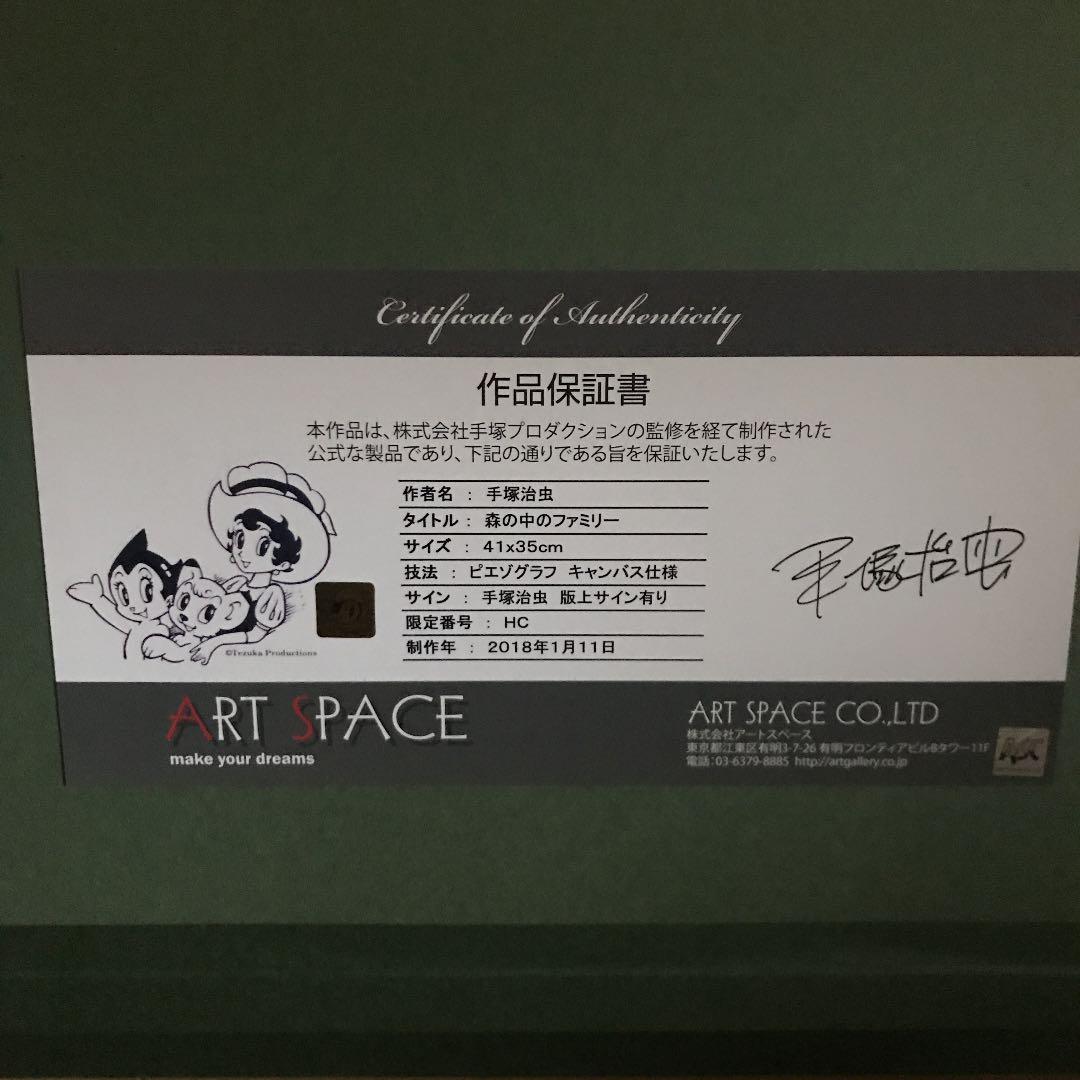 Certificate of Authenticity
作品保証書
本作品は、株式会社手塚プロダクションの監修を経て制作された
公式な製品であり、下記の通りである旨を保証いたします。
作者名 : 手塚治虫
タイトル : 森の中のファミリー
サイズ : 41x35cm
技法 : ピエゾグラフ キャンバス仕様
サイン : 手塚治虫 版上サイン有り
限定番号 : HC
制作年 : 2018年1月11日
手塚治虫
©Tezuka Productions
ART SPACE
make your dreams
ART SPACE CO.,LTD
株式会社アートスペース
東京都江東区有明3-7-26 有明フロンティアビルBタワー11F
電話:03-6379-8885 http://artgallery.co.jp